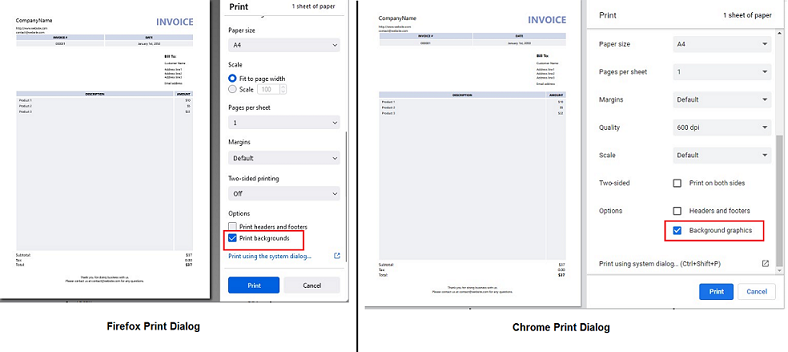 CompanyName
INVOICE
http://www.website.com
contact@website.com
INVOICE #
DATE
January 1st, 2022
Bill To:
Customer Name
Address line1
Address line2
Address line3
Email address
DESCRIPTION
AMOUNT
Product 1
$10
Product 2
Product 3
Subtotal
$37
Tax
0.00
Total
$37
Thank you for doing business with us.
Please contact us at contact@website.com for any questions.
Print
1 sheet of paper
Paper size
A4
Scale
Fit to page width
Scale
100
Pages per sheet
1
Margins
Default
Two-sided printing
Off
Options
Print headers and footers
Print backgrounds
Print using the system dialog...
Print
Cancel
Firefox Print Dialog
CompanyName
INVOICE
http://www.website.com
contact@website.com
INVOICE #
DATE
January 1st, 2022
Bill To:
Customer Name
Address line1
Address line2
Address line3
Email address
DESCRIPTION
AMOUNT
Product 1
$10
Product 2
Product 3
Subtotal
$37
Tax
0.00
Total
$37
Thank you for doing business with us.
Please contact us at contact@website.com for any questions.
Print
1 sheet of paper
Paper size
A4
Pages per sheet
1
Margins
Default
Quality
600 dpi
Scale
Default
Two-sided
Print on both sides
Options
Headers and footers
Background graphics
Print using system dialog... (Ctrl+Shift+P)
Print
Cancel
Chrome Print Dialog